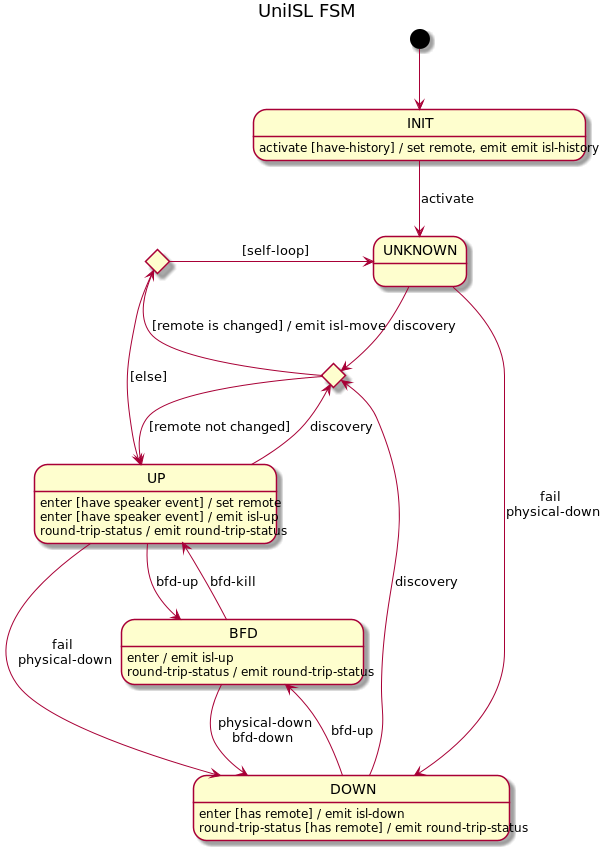 UniISL FSM
INIT
activate [have-history] / set remote, emit emit isl-history
activate
[self-loop]
UNKNOWN
[remote is changed] / emit isl-move
discovery
[else]
[remote not changed]
discovery
UP
enter [have speaker event] / set remote
enter [have speaker event] / emit isl-up
round-trip-status / emit round-trip-status
fail
physical-down
bfd-up
bfd-kill
discovery
BFD
enter / emit isl-up
round-trip-status / emit round-trip-status
fail
physical-down
physical-down
bfd-down
bfd-up
DOWN
enter [has remote] / emit isl-down
round-trip-status [has remote] / emit round-trip-status